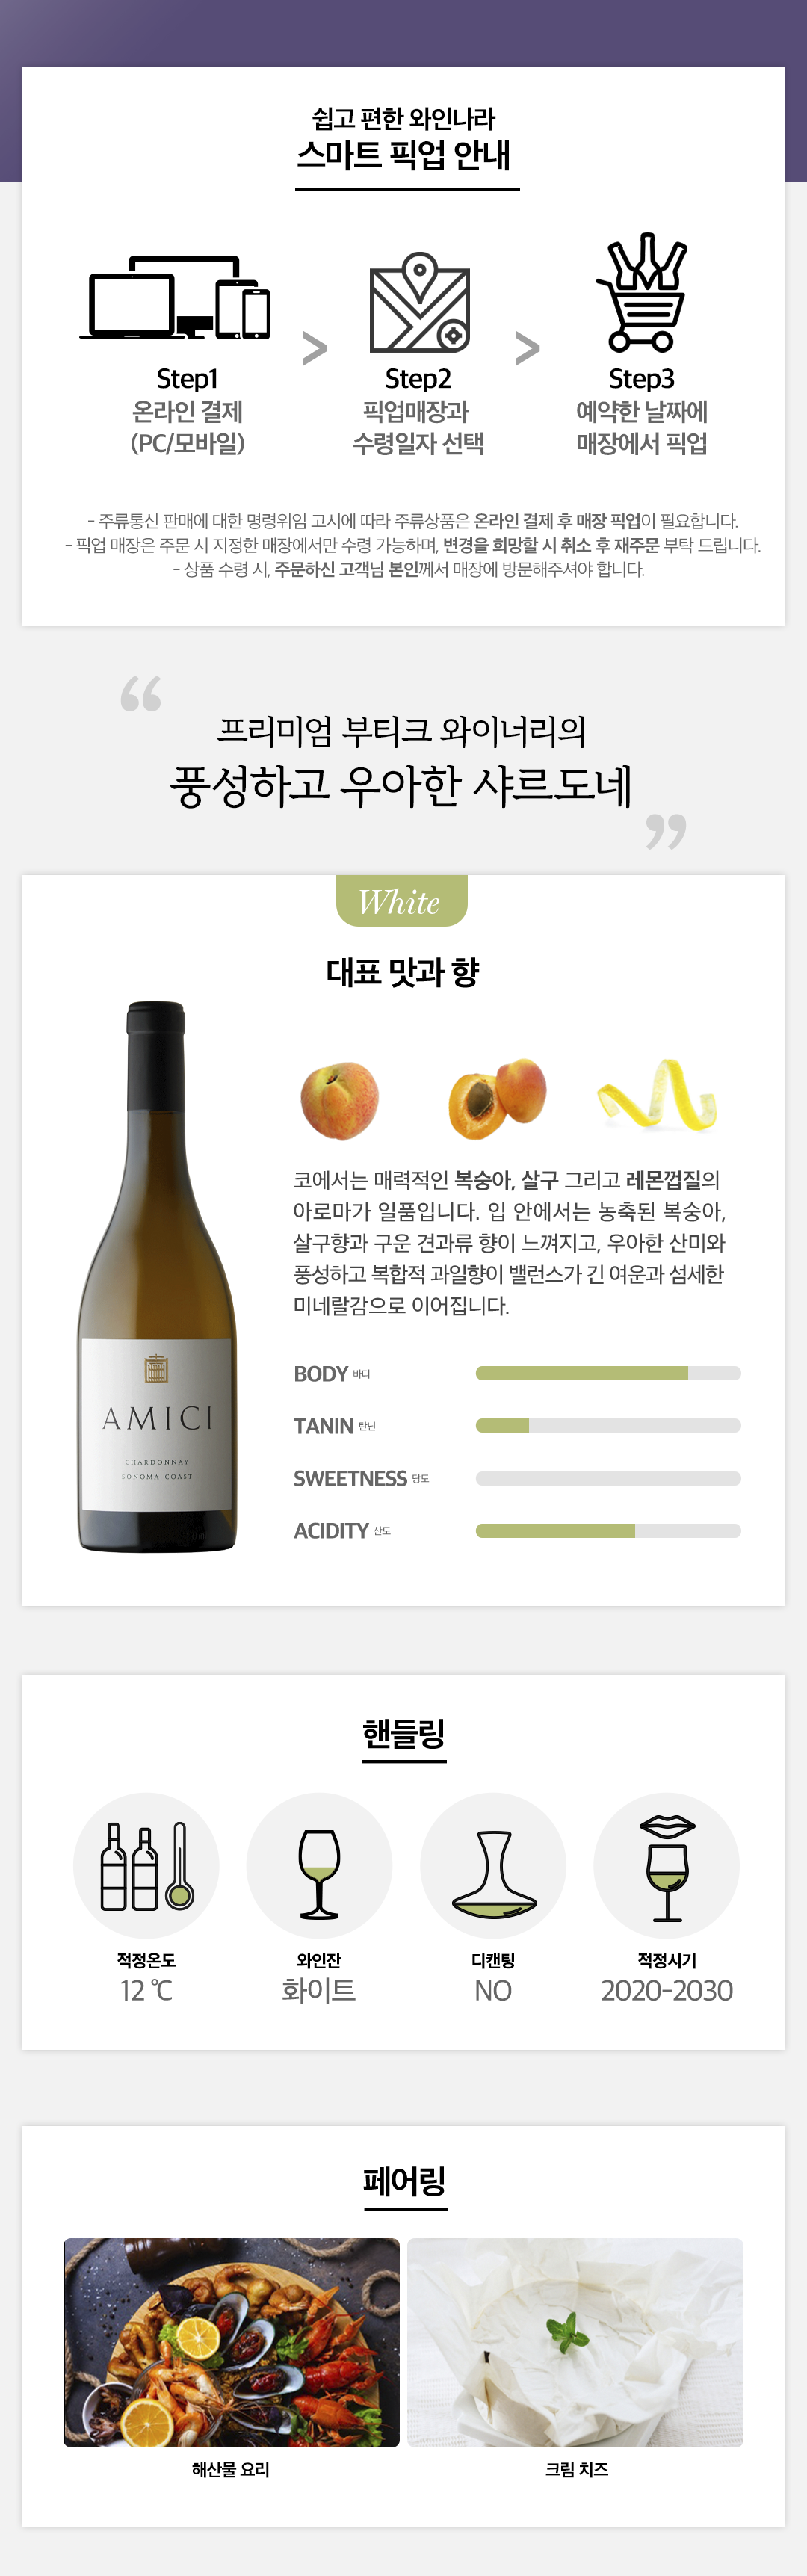 쉽고 편한 와인나라
스마트 픽업 안내
Step1
온라인 결제
(PC/모바일)
>
Step2
픽업매장과
수령일자 선택
>
Step3
예약한 날짜에
매장에서 픽업
- 주류통신 판매에 대한 명령위임 고시에 따라 주류상품은 온라인 결제 후 매장 픽업이 필요합니다.
- 픽업 매장은 주문 시 지정한 매장에서만 수령 가능하며, 변경을 희망할 시 취소 후 재주문 부탁 드립니다.
- 상품 수령 시, 주문하신 고객님 본인께서 매장에 방문해주셔야 합니다.
“
프리미엄 부티크 와이너리의
풍성하고 우아한 샤르도네
”
White
대표 맛과 향
코에서는 매력적인 복숭아, 살구 그리고 레몬껍질의
아로마가 일품입니다. 입 안에서는 농축된 복숭아,
살구향과 구운 견과류 향이 느껴지고, 우아한 산미와
풍성하고 복합적 과일향이 밸런스가 긴 여운과 섬세한
미네랄감으로 이어집니다.
AMICI
CHARDONNAY
SONOMA COAST
BODY 바디
TANIN 탄닌
SWEETNESS 당도
ACIDITY 산도
핸들링
적정온도
12 ℃
와인잔
화이트
디캔팅
NO
적정시기
2020-2030
페어링
해산물 요리
크림 치즈